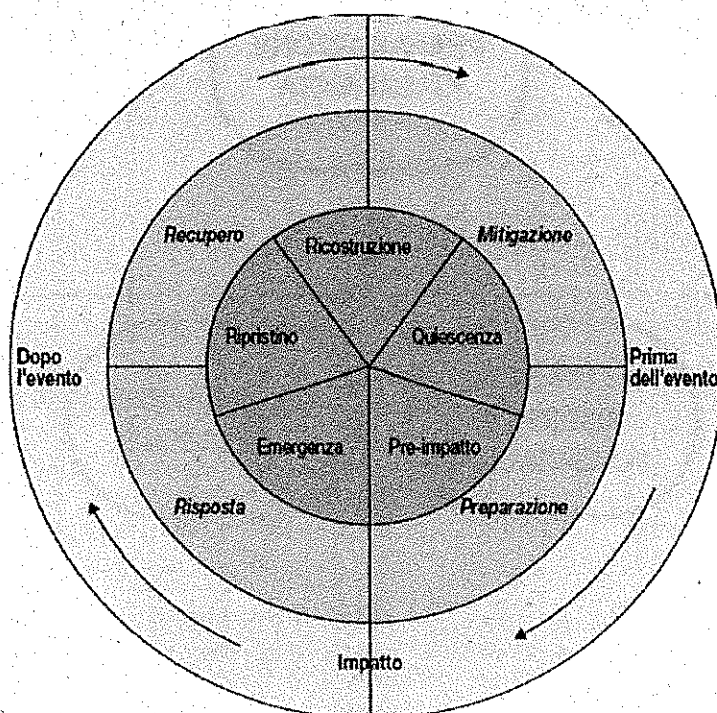 Recupero
Ricostruzione
Mitigazione
Ripristino
Quiescenza
Dopo
l'evento
Prima
dell'evento
Emergenza
Pre-impatto
Risposta
Preparazione
Impatto